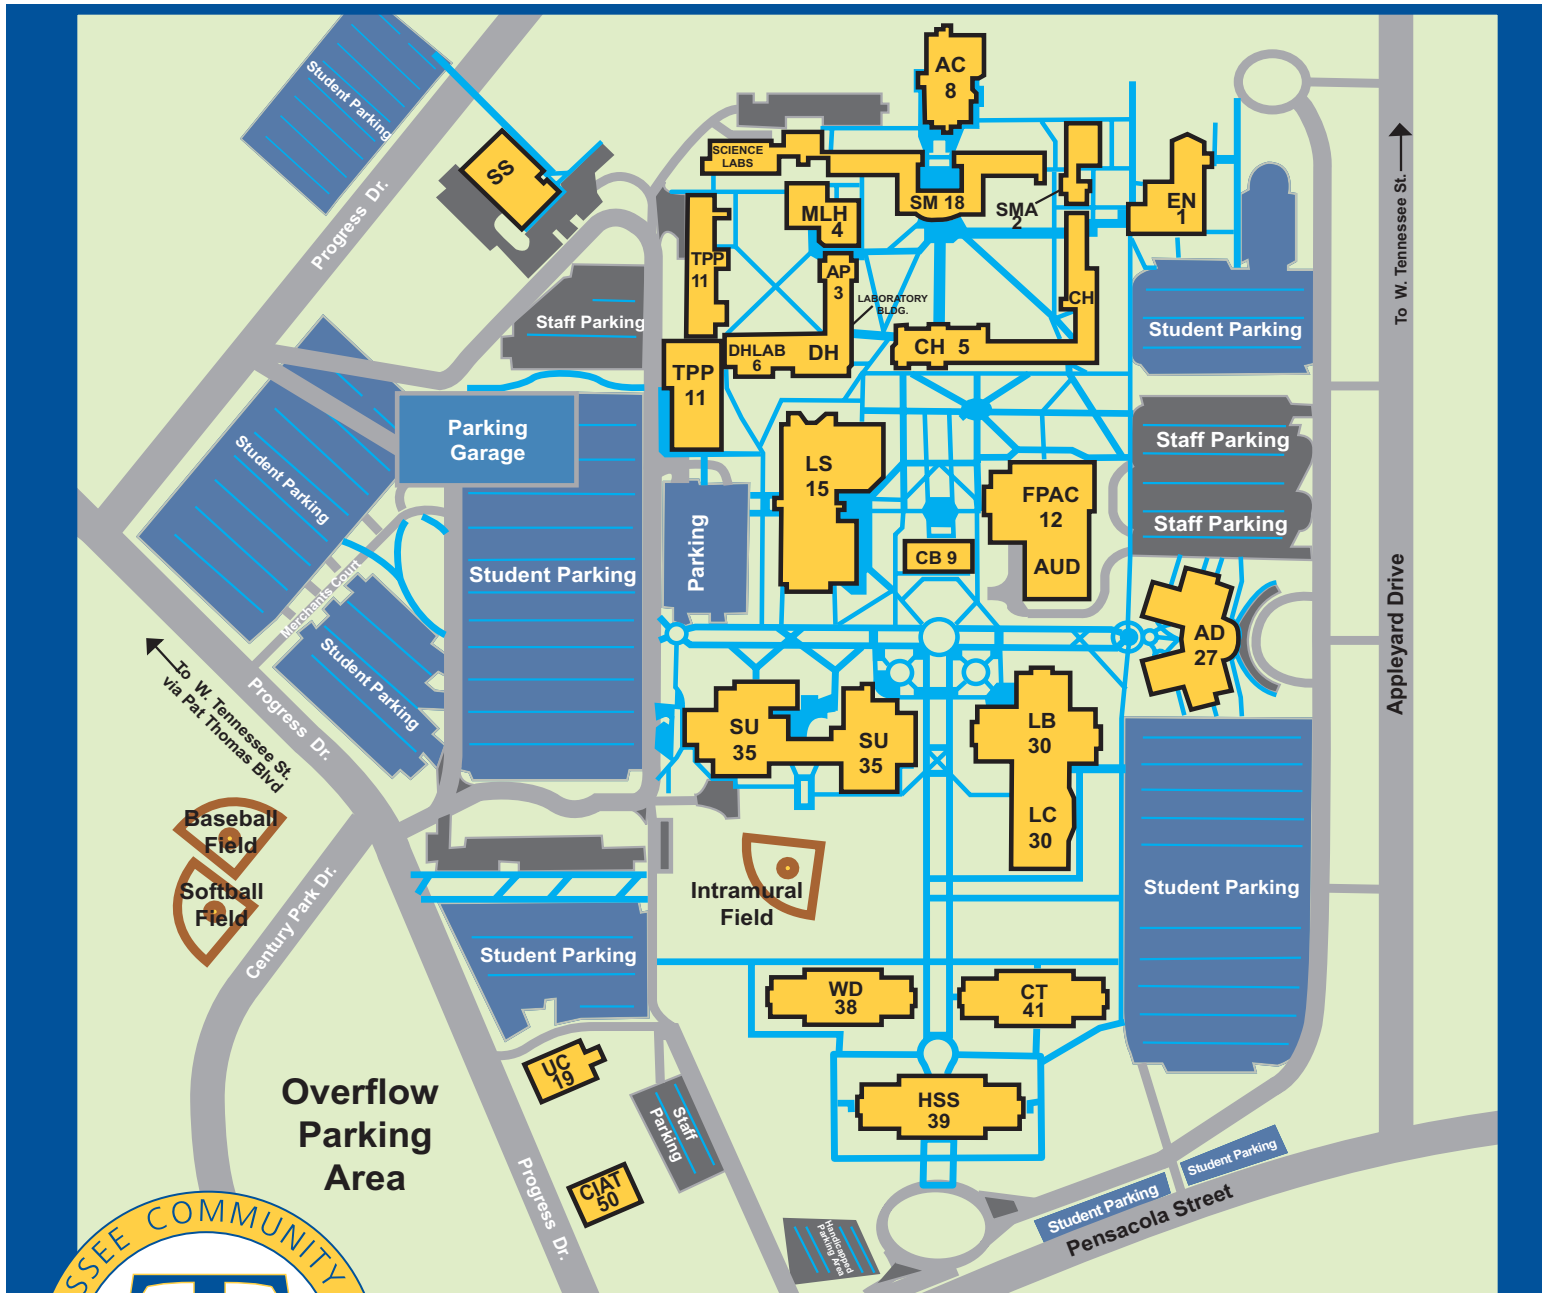 AC
8
Student Parking
SCIENCE
LABS
SS
SM 18
SMA
2
EN
1
MLH
4
Progress Dr.
To W. Tennessee St.
TPP
11
AP
3
LABORATORY
BLDG.
CH
Staff Parking
Student Parking
DHLAB
6
DH
CH 5
TPP
11
Parking
Garage
Staff Parking
Student Parking
LS
15
FPAC
12
Staff Parking
Parking
CB 9
AUD
Student Parking
Merchants Court
Appleyard Drive
AD
27
Student Parking
To W. Tennessee St.
via Pat Thomas Blvd
Progress Dr.
SU
35
SU
35
LB
30
LC
30
Baseball
Field
Softball
Field
Intramural
Field
Student Parking
Century Park Dr.
Student Parking
WD
38
CT
41
UC
19
Overflow
Parking
Area
HSS
39
Staff
Parking
Student Parking
Student Parking
CIAT
50
Progress Dr.
Pensacola Street
Handicapped
Parking Area
SSEE COMMUNITY
T